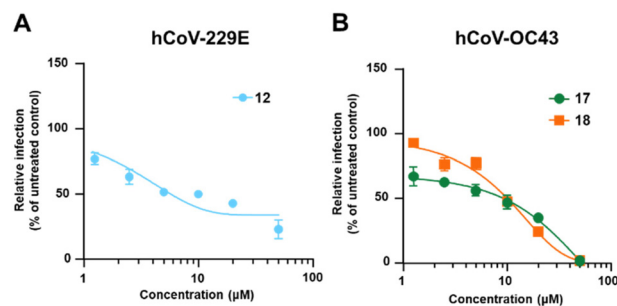 A
hCoV-229E
Relative infection
(% of untreated control)
150
100
50
0
1
10
100
Concentration (µM)
12
B
hCoV-OC43
Relative infection
(% of untreated control)
150
100
50
0
1
10
100
Concentration (µM)
17
18